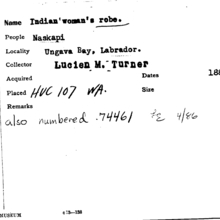 Name Indian woman's robe.
People Naskapi
Locality Ungava Bay, Labrador.
Collector Lucien M. Turner
Acquired Dates 188
Placed HUC 107 WA. Size
Remarks
also numbered 74461 4/86
MUSEUM